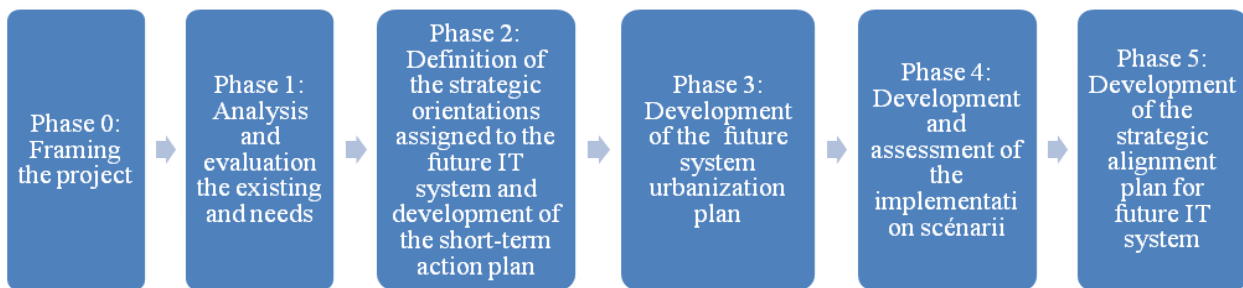 Phase 0:
Framing
the project
Phase 1:
Analysis
and
evaluation
the existing
and needs
Phase 2:
Definition of
the strategic
orientations
assigned to the
future IT
system and
development of
the short-term
action plan
Phase 3:
Development
of the  future
system
urbanization
plan
Phase 4:
Development
and
assessment of
the
implementati
on scénarii
Phase 5:
Development
of the
strategic
alignment
plan for
future IT
system